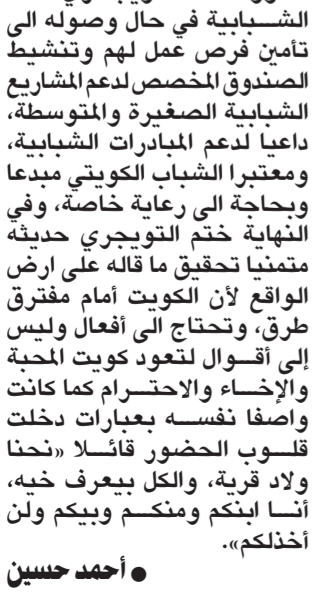 الشبابية في حال وصوله الى
تأمين فرص عمل لهم وتنشيط
الصندوق المخصص لدعم المشاريع
الشبابية الصغيرة والمتوسطة،
داعيا لدعم المبادرات الشبابية،
ومعتبرا الشباب الكويتي مبدعا
وبحاجة الى رعاية خاصة، وفي
النهاية ختم التويجري حديثه
متمنيا تحقيق ما قاله على ارض
الواقع لأن الكويت أمام مفترق
طرق، وتحتاج الى أفعال وليس
إلى أقوال لتعود كويت المحبة
والإخاء والاحترام كما كانت
واصفا نفسه بعبارات دخلت
قلوب الحضور قائلا «نحنا
ولاد قرية، والكل بيعرف خيه،
أنا ابنكم ومنكم وبيكم ولن
أخذلكم».
● أحمد حسين